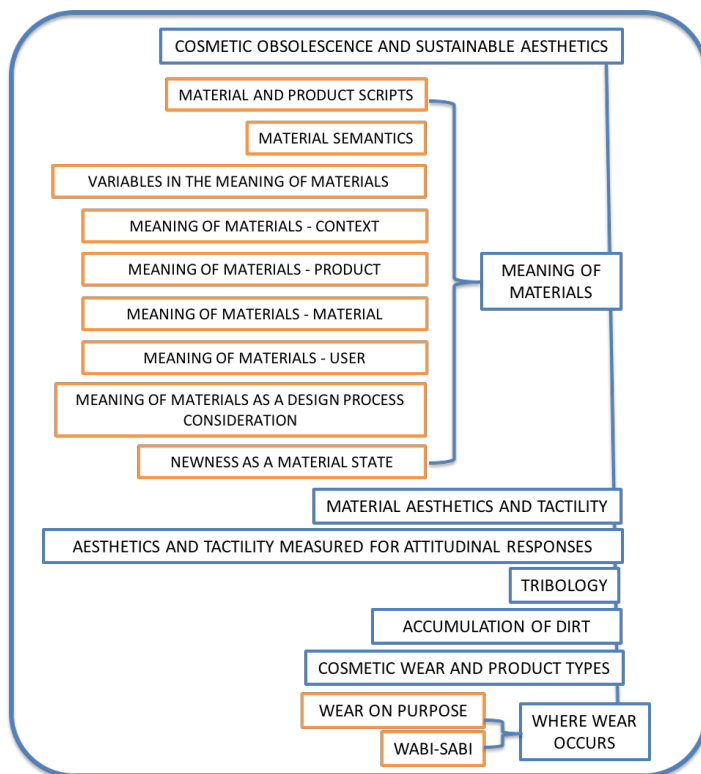 COSMETIC OBSOLESCENCE AND SUSTAINABLE AESTHETICS
MATERIAL AND PRODUCT SCRIPTS
MATERIAL SEMANTICS
VARIABLES IN THE MEANING OF MATERIALS
MEANING OF MATERIALS - CONTEXT
MEANING OF MATERIALS - PRODUCT
MEANING OF MATERIALS - MATERIAL
MEANING OF MATERIALS - USER
MEANING OF MATERIALS AS A DESIGN PROCESS
CONSIDERATION
NEWNESS AS A MATERIAL STATE
MEANING OF
MATERIALS
MATERIAL AESTHETICS AND TACTILITY
AESTHETICS AND TACTILITY MEASURED FOR ATTITUDINAL RESPONSES
TRIBOLOGY
ACCUMULATION OF DIRT
COSMETIC WEAR AND PRODUCT TYPES
WEAR ON PURPOSE
WABI-SABI
WHERE WEAR
OCCURS